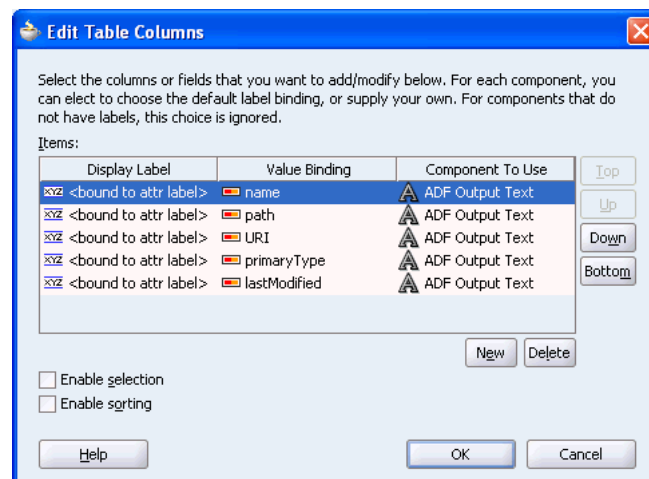 Edit Table Columns
Select the columns or fields that you want to add/modify below. For each component, you
can elect to choose the default label binding, or supply your own. For components that do
not have labels, this choice is ignored.
Items:
Display Label Value Binding Component To Use
XYZ <bound to attr label> name A ADF Output Text
XYZ <bound to attr label> path A ADF Output Text
XYZ <bound to attr label> URI A ADF Output Text
XYZ <bound to attr label> primaryType A ADF Output Text
XYZ <bound to attr label> lastModified A ADF Output Text
Top
Up
Down
Bottom
New Delete
Enable selection
Enable sorting
Help OK Cancel